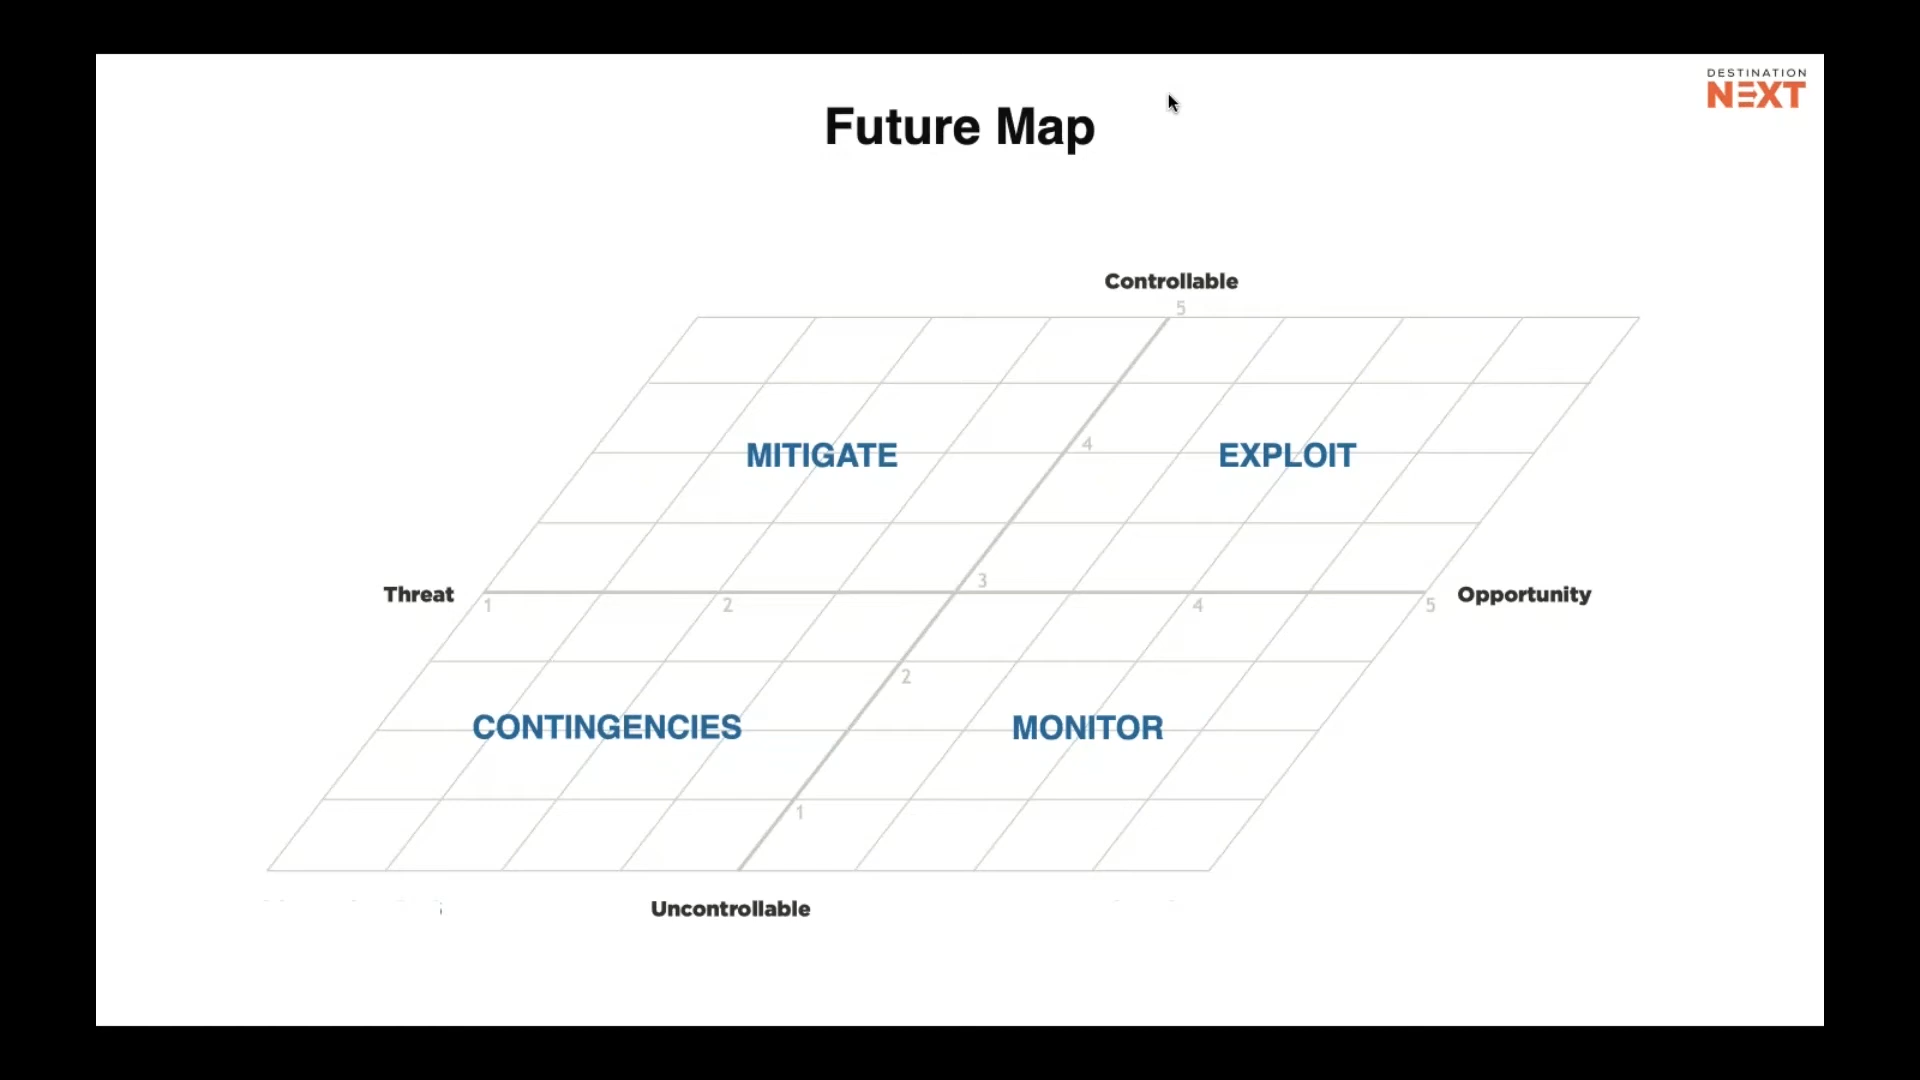 DESTINATION
NEXT
Future Map
Controllable
5
4
MITIGATE
EXPLOIT
3
Threat
Opportunity
1
2
4
5
2
CONTINGENCIES
MONITOR
1
Uncontrollable